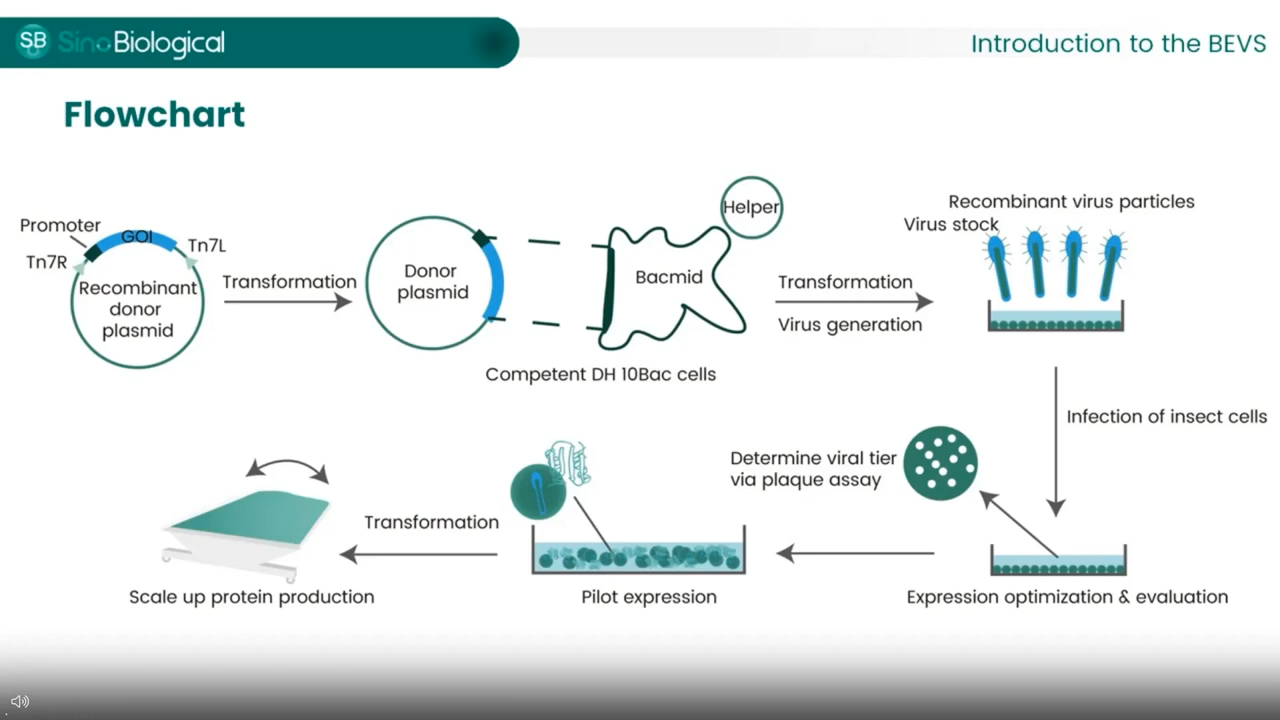 SB SinoBiological
Introduction to the BEVS
Flowchart
Promoter
GOI
Tn7L
Tn7R
Recombinant
donor
plasmid
Transformation
Donor
plasmid
Bacmid
Helper
Competent DH 10Bac cells
Transformation
Virus generation
Recombinant virus particles
Virus stock
Infection of insect cells
Determine viral tier
via plaque assay
Expression optimization & evaluation
Pilot expression
Transformation
Scale up protein production